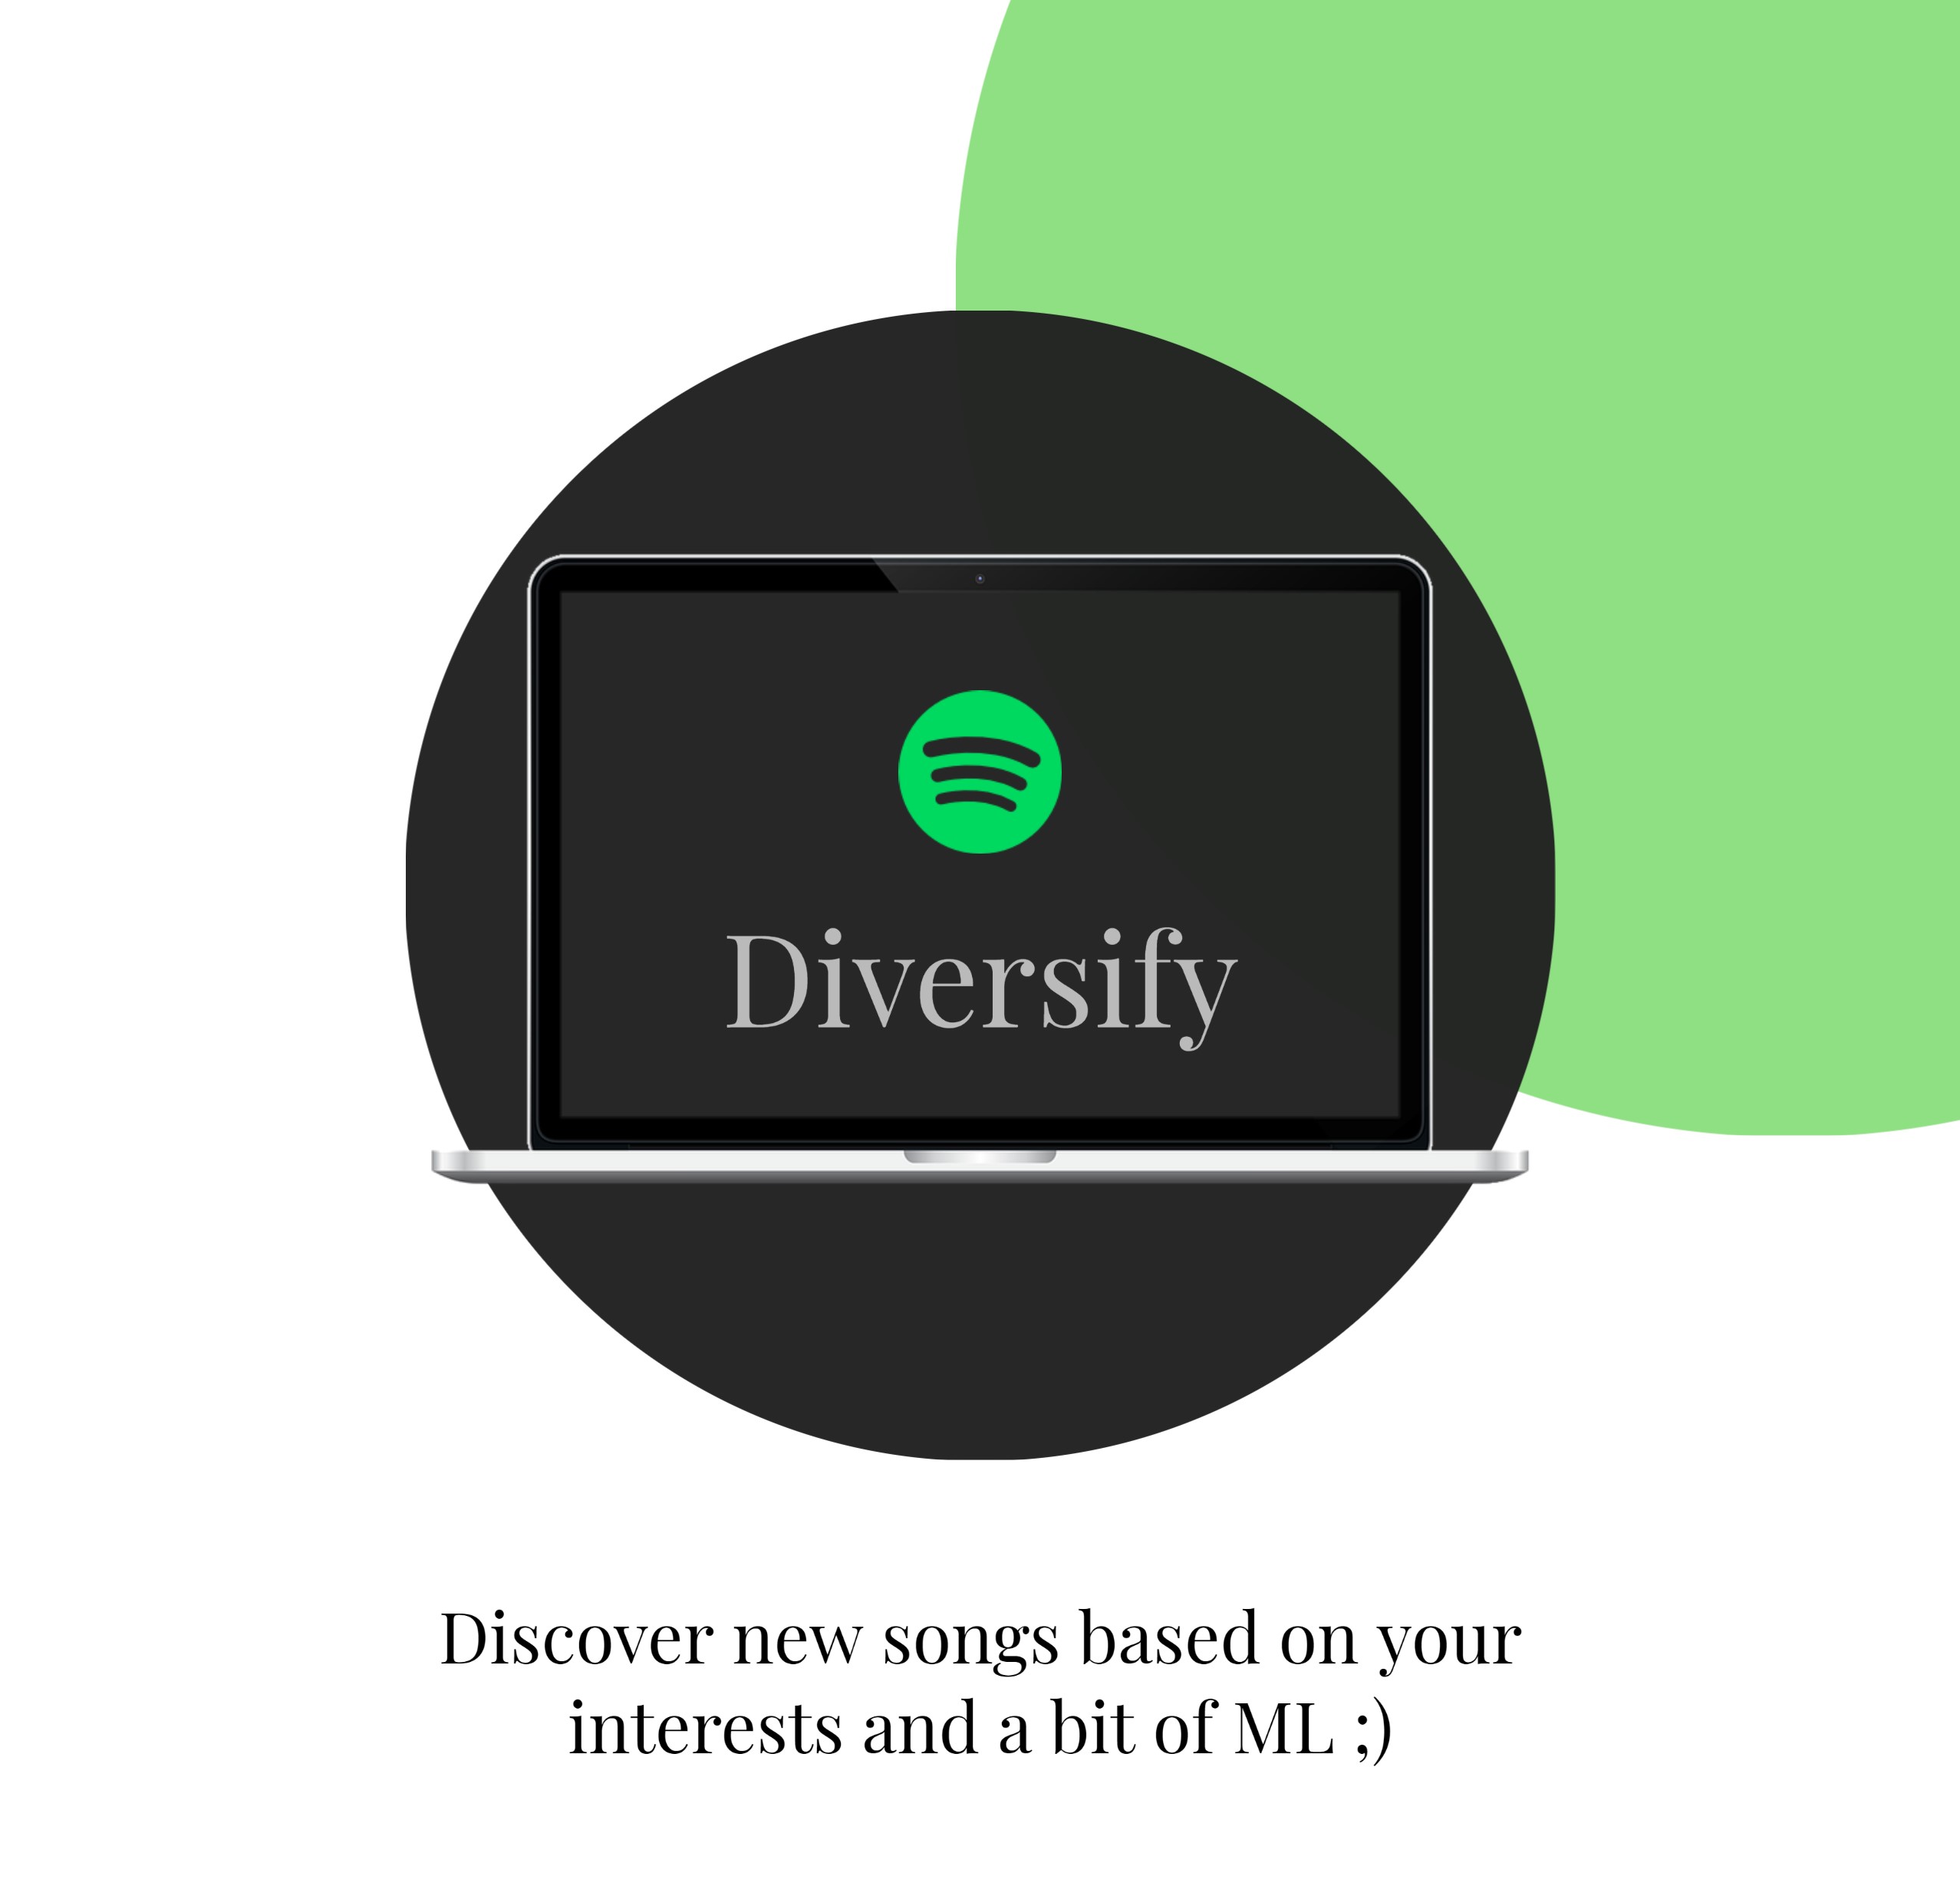 Diversify
Discover new songs based on your
interests and a bit of ML ;)